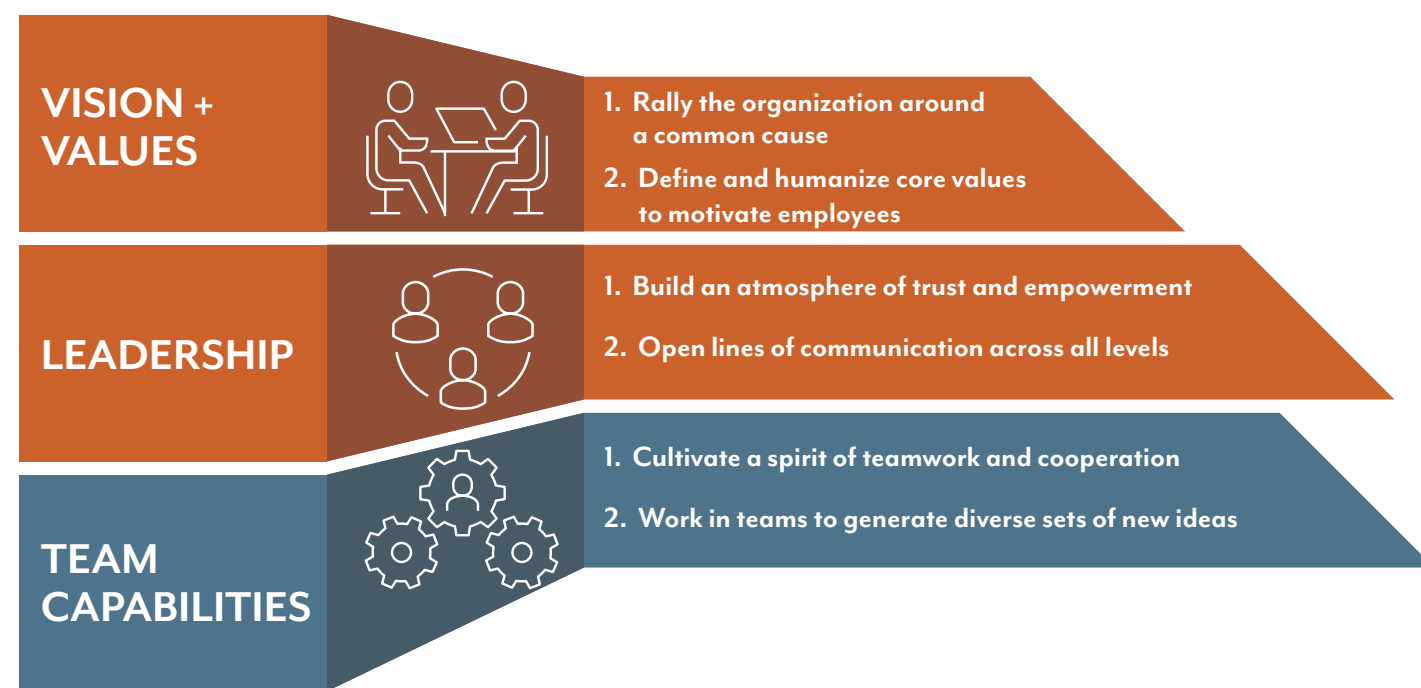 VISION +
VALUES
1. Rally the organization around
a common cause
2. Define and humanize core values
to motivate employees
LEADERSHIP
1. Build an atmosphere of trust and empowerment
2. Open lines of communication across all levels
TEAM
CAPABILITIES
1. Cultivate a spirit of teamwork and cooperation
2. Work in teams to generate diverse sets of new ideas